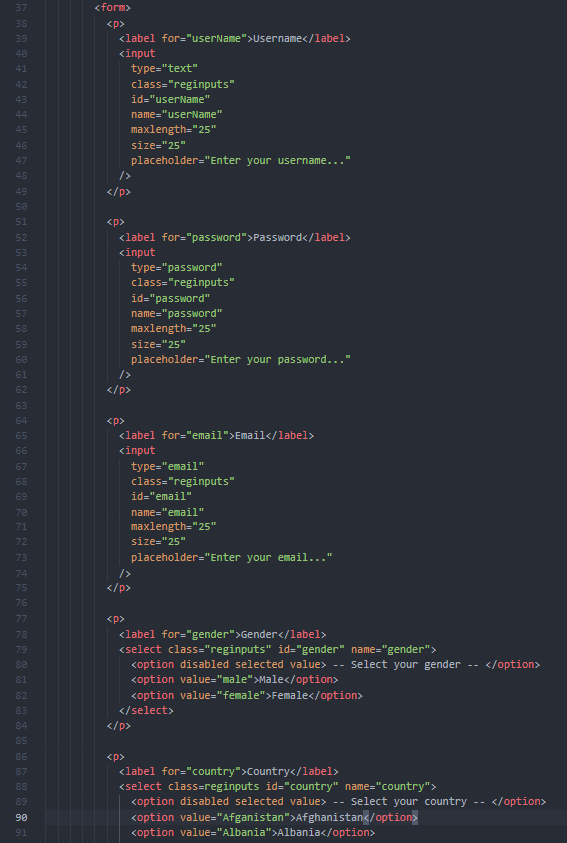 37 <form>
38 <p>
39 <label for="userName">Username</label>
40 <input
41 type="text"
42 class="reginputs"
43 id="userName"
44 name="userName"
45 maxlength="25"
46 size="25"
47 placeholder="Enter your username..."
48 />
49 </p>
50
51 <p>
52 <label for="password">Password</label>
53 <input
54 type="password"
55 class="reginputs"
56 id="password"
57 name="password"
58 maxlength="25"
59 size="25"
60 placeholder="Enter your password..."
61 />
62 </p>
63
64 <p>
65 <label for="email">Email</label>
66 <input
67 type="email"
68 class="reginputs"
69 id="email"
70 name="email"
71 maxlength="25"
72 size="25"
73 placeholder="Enter your email..."
74 />
75 </p>
76
77 <p>
78 <label for="gender">Gender</label>
79 <select class="reginputs" id="gender" name="gender">
80 <option disabled selected value> -- Select your gender -- </option>
81 <option value="male">Male</option>
82 <option value="female">Female</option>
83 </select>
84 </p>
85
86 <p>
87 <label for="country">Country</label>
88 <select class=reginputs id="country" name="country">
89 <option disabled selected value> -- Select your country -- </option>
90 <option value="Afganistan">Afghanistan</option>
91 <option value="Albania">Albania</option>